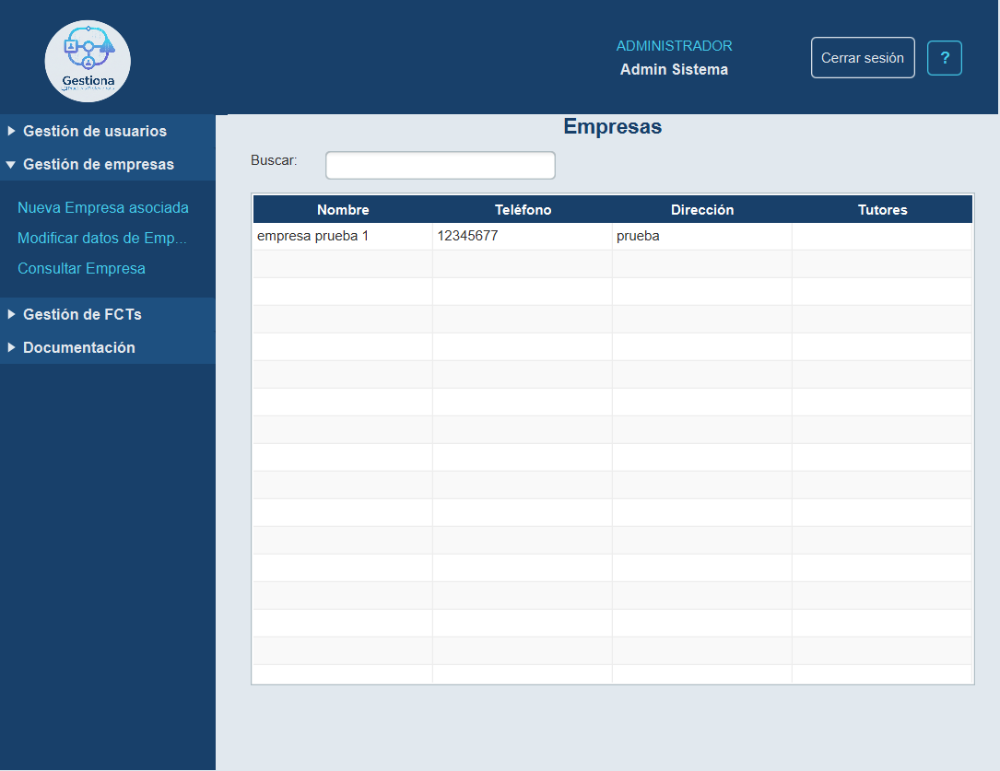 Gestiona
ADMINISTRADOR
Admin Sistema
Cerrar sesión
?
Gestión de usuarios
Gestión de empresas
Nueva Empresa asociada
Modificar datos de Emp...
Consultar Empresa
Gestión de FCTs
Documentación
Empresas
Buscar:
Nombre Teléfono Dirección Tutores
empresa prueba 1 12345677 prueba